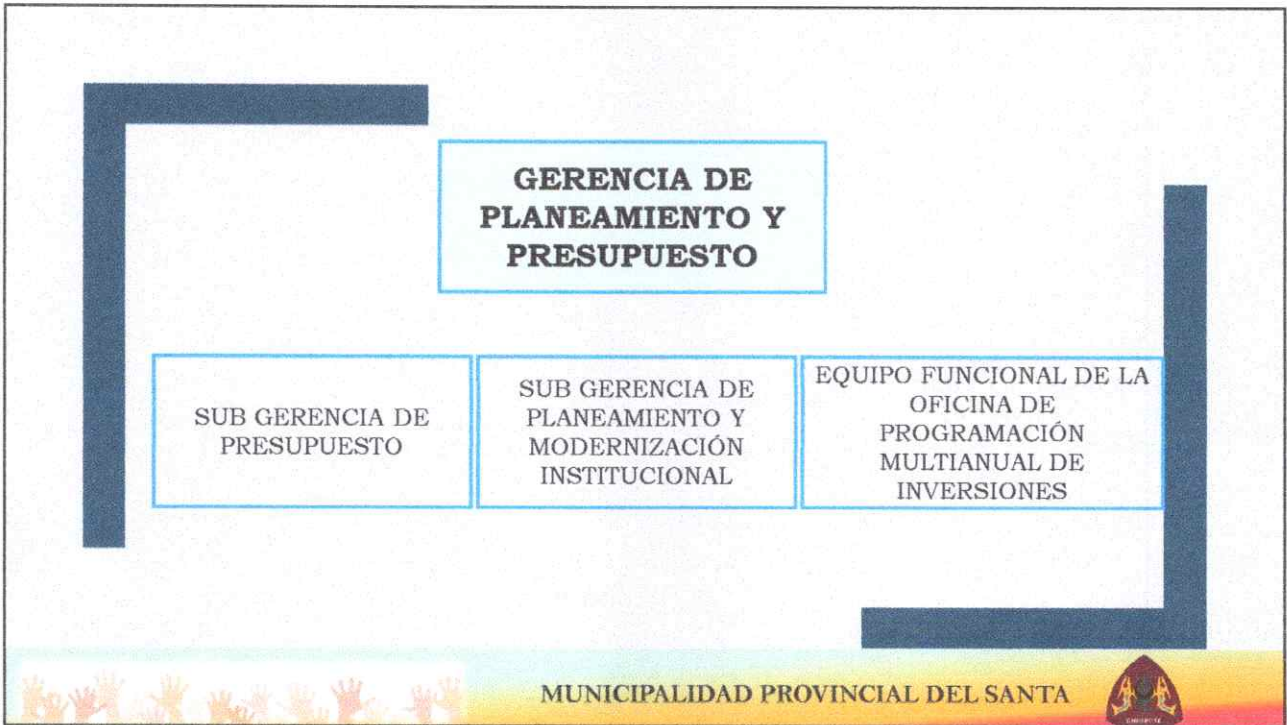 GERENCIA DE
PLANEAMIENTO Y
PRESUPUESTO
SUB GERENCIA DE
PRESUPUESTO
SUB GERENCIA DE
PLANEAMIENTO Y
MODERNIZACIÓN
INSTITUCIONAL
EQUIPO FUNCIONAL DE LA
OFICINA DE
PROGRAMACIÓN
MULTIANUAL DE
INVERSIONES
MUNICIPALIDAD PROVINCIAL DEL SANTA
CHIMBOTE